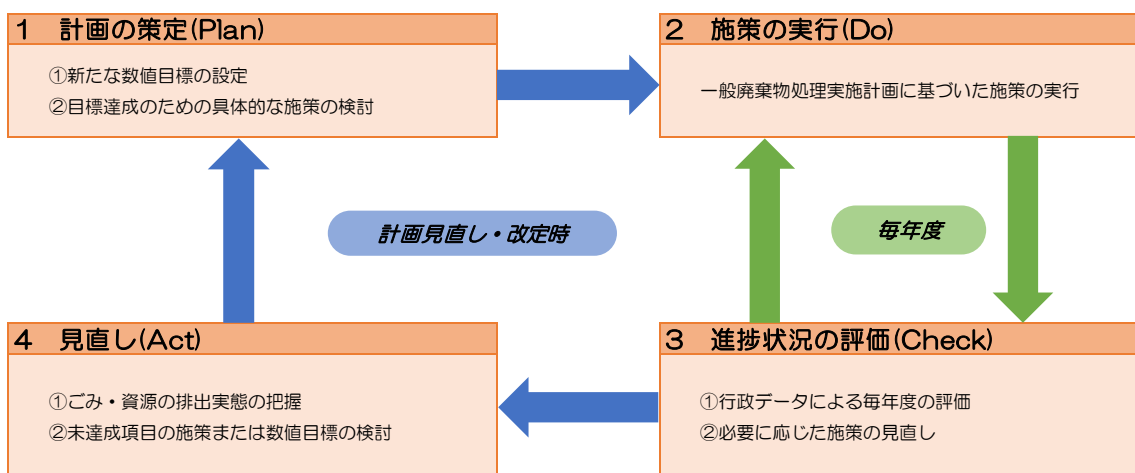 1 計画の策定(Plan)
①新たな数値目標の設定
②目標達成のための具体的な施策の検討
2 施策の実行(Do)
一般廃棄物処理実施計画に基づいた施策の実行
計画見直し・改定時
毎年度
4 見直し(Act)
①ごみ・資源の排出実態の把握
②未達成項目の施策または数値目標の検討
3 進捗状況の評価(Check)
①行政データによる毎年度の評価
②必要に応じた施策の見直し